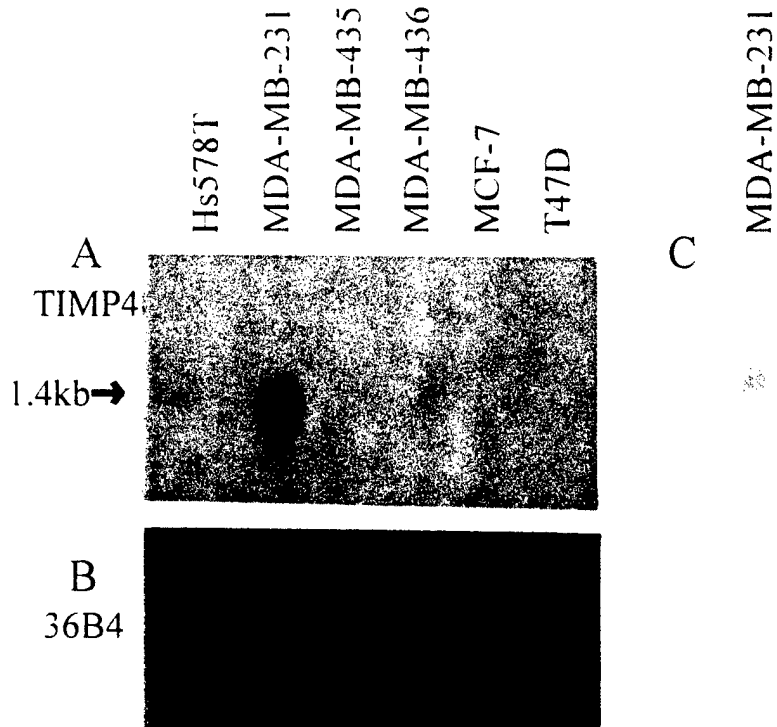 Hs578T
MDA-MB-231
MDA-MB-435
MDA-MB-436
MCF-7
T47D
MDA-MB-231
A
C
TIMP4
1.4kb
B
36B4